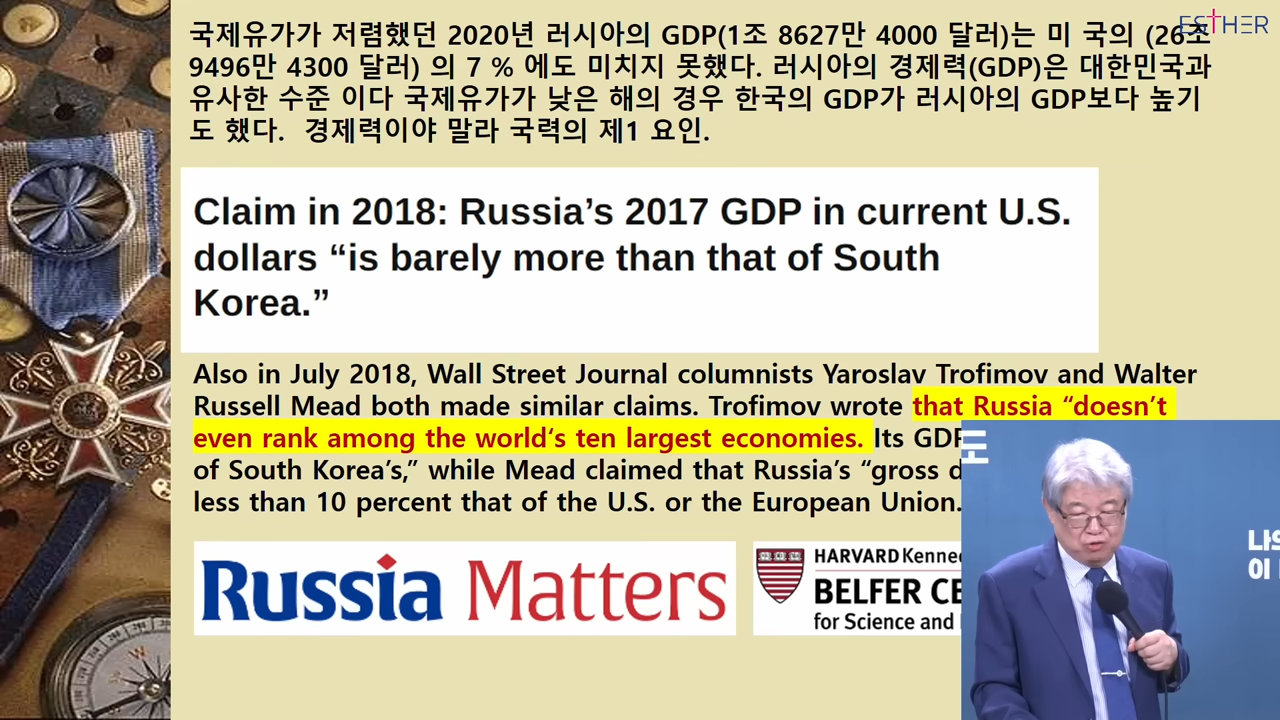 국제유가가 저렴했던 2020년 러시아의 GDP(1조 8627만 4000 달러)는 미 국의 (26조
9496만 4300 달러) 의 7 % 에도 미치지 못했다. 러시아의 경제력(GDP)은 대한민국과
유사한 수준 이다 국제유가가 낮은 해의 경우 한국의 GDP가 러시아의 GDP보다 높기
도 했다. 경제력이야 말라 국력의 제1 요인.
ESTHER
Claim in 2018: Russia's 2017 GDP in current U.S.
dollars “is barely more than that of South
Korea.”
Also in July 2018, Wall Street Journal columnists Yaroslav Trofimov and Walter
Russell Mead both made similar claims. Trofimov wrote that Russia “doesn't
even rank among the world's ten largest economies. Its GDP
of South Korea's,” while Mead claimed that Russia's “gross d
less than 10 percent that of the U.S. or the European Union.
Russia Matters
HARVARD Kenne
BELFER CE
for Science and
나의
이